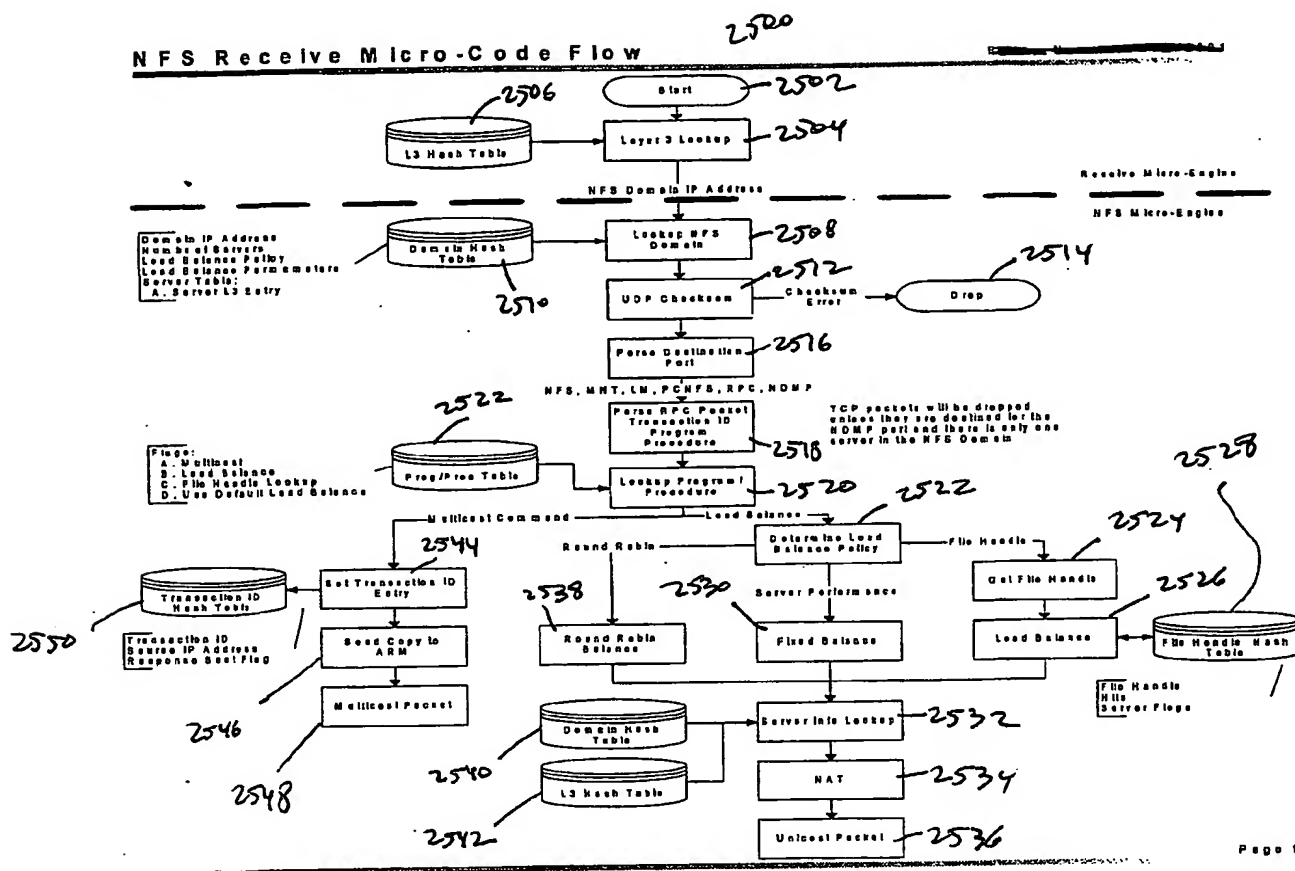 2500
NFS Receive Micro-Code Flow
2506
Start
2502
L3 Hash Table
Layer 3 Lookup
2504
Receive Micro-Engine
NFS Domain IP Address
NFS Micro-Engine
Domain IP Address
Number of Servers
Load Balance Policy
Load Balance Permameters
Server Table:
A. Server L3 Entry
Domain Hash
Table
2510
Lookup NFS
Domain
2508
2512
UDP Checksum
Checksum
Error
2514
Drop
Parse Destination
Port
2516
NFS, MNT, LM, PCNFS, RPC, NDMP
2522
Parse RPC Packet
Transaction ID
Program
Procedure
2518
TCP packets will be dropped
unless they are destined for the
NDMP port and there is only one
server in the NFS Domain
Flags:
A. Multicast
B. Load Balance
C. File Handle Lookup
D. Use Default Load Balance
Prog/Proc Table
Lookup Program/
Procedure
2520
2528
Multicast Command
Load Balance
2522
2544
Round Robin
Determine Load
Balance Policy
File Handle
2524
Transaction ID
Hash Table
Set Transaction ID
Entry
2538
2530
Server Performance
Get File Handle
2526
2550
Transaction ID
Source IP Address
Response Sent Flag
Send Copy to
ARM
Round Robin
Balance
Fixed Balance
Load Balance
File Handle Hash
Table
2546
Multicast Packet
File Handle
Hits
Server Flags
2548
Domain Hash
Table
2540
Server Info Lookup
2532
L3 Hash Table
2542
NAT
2534
Unicast Packet
2536
Page 1